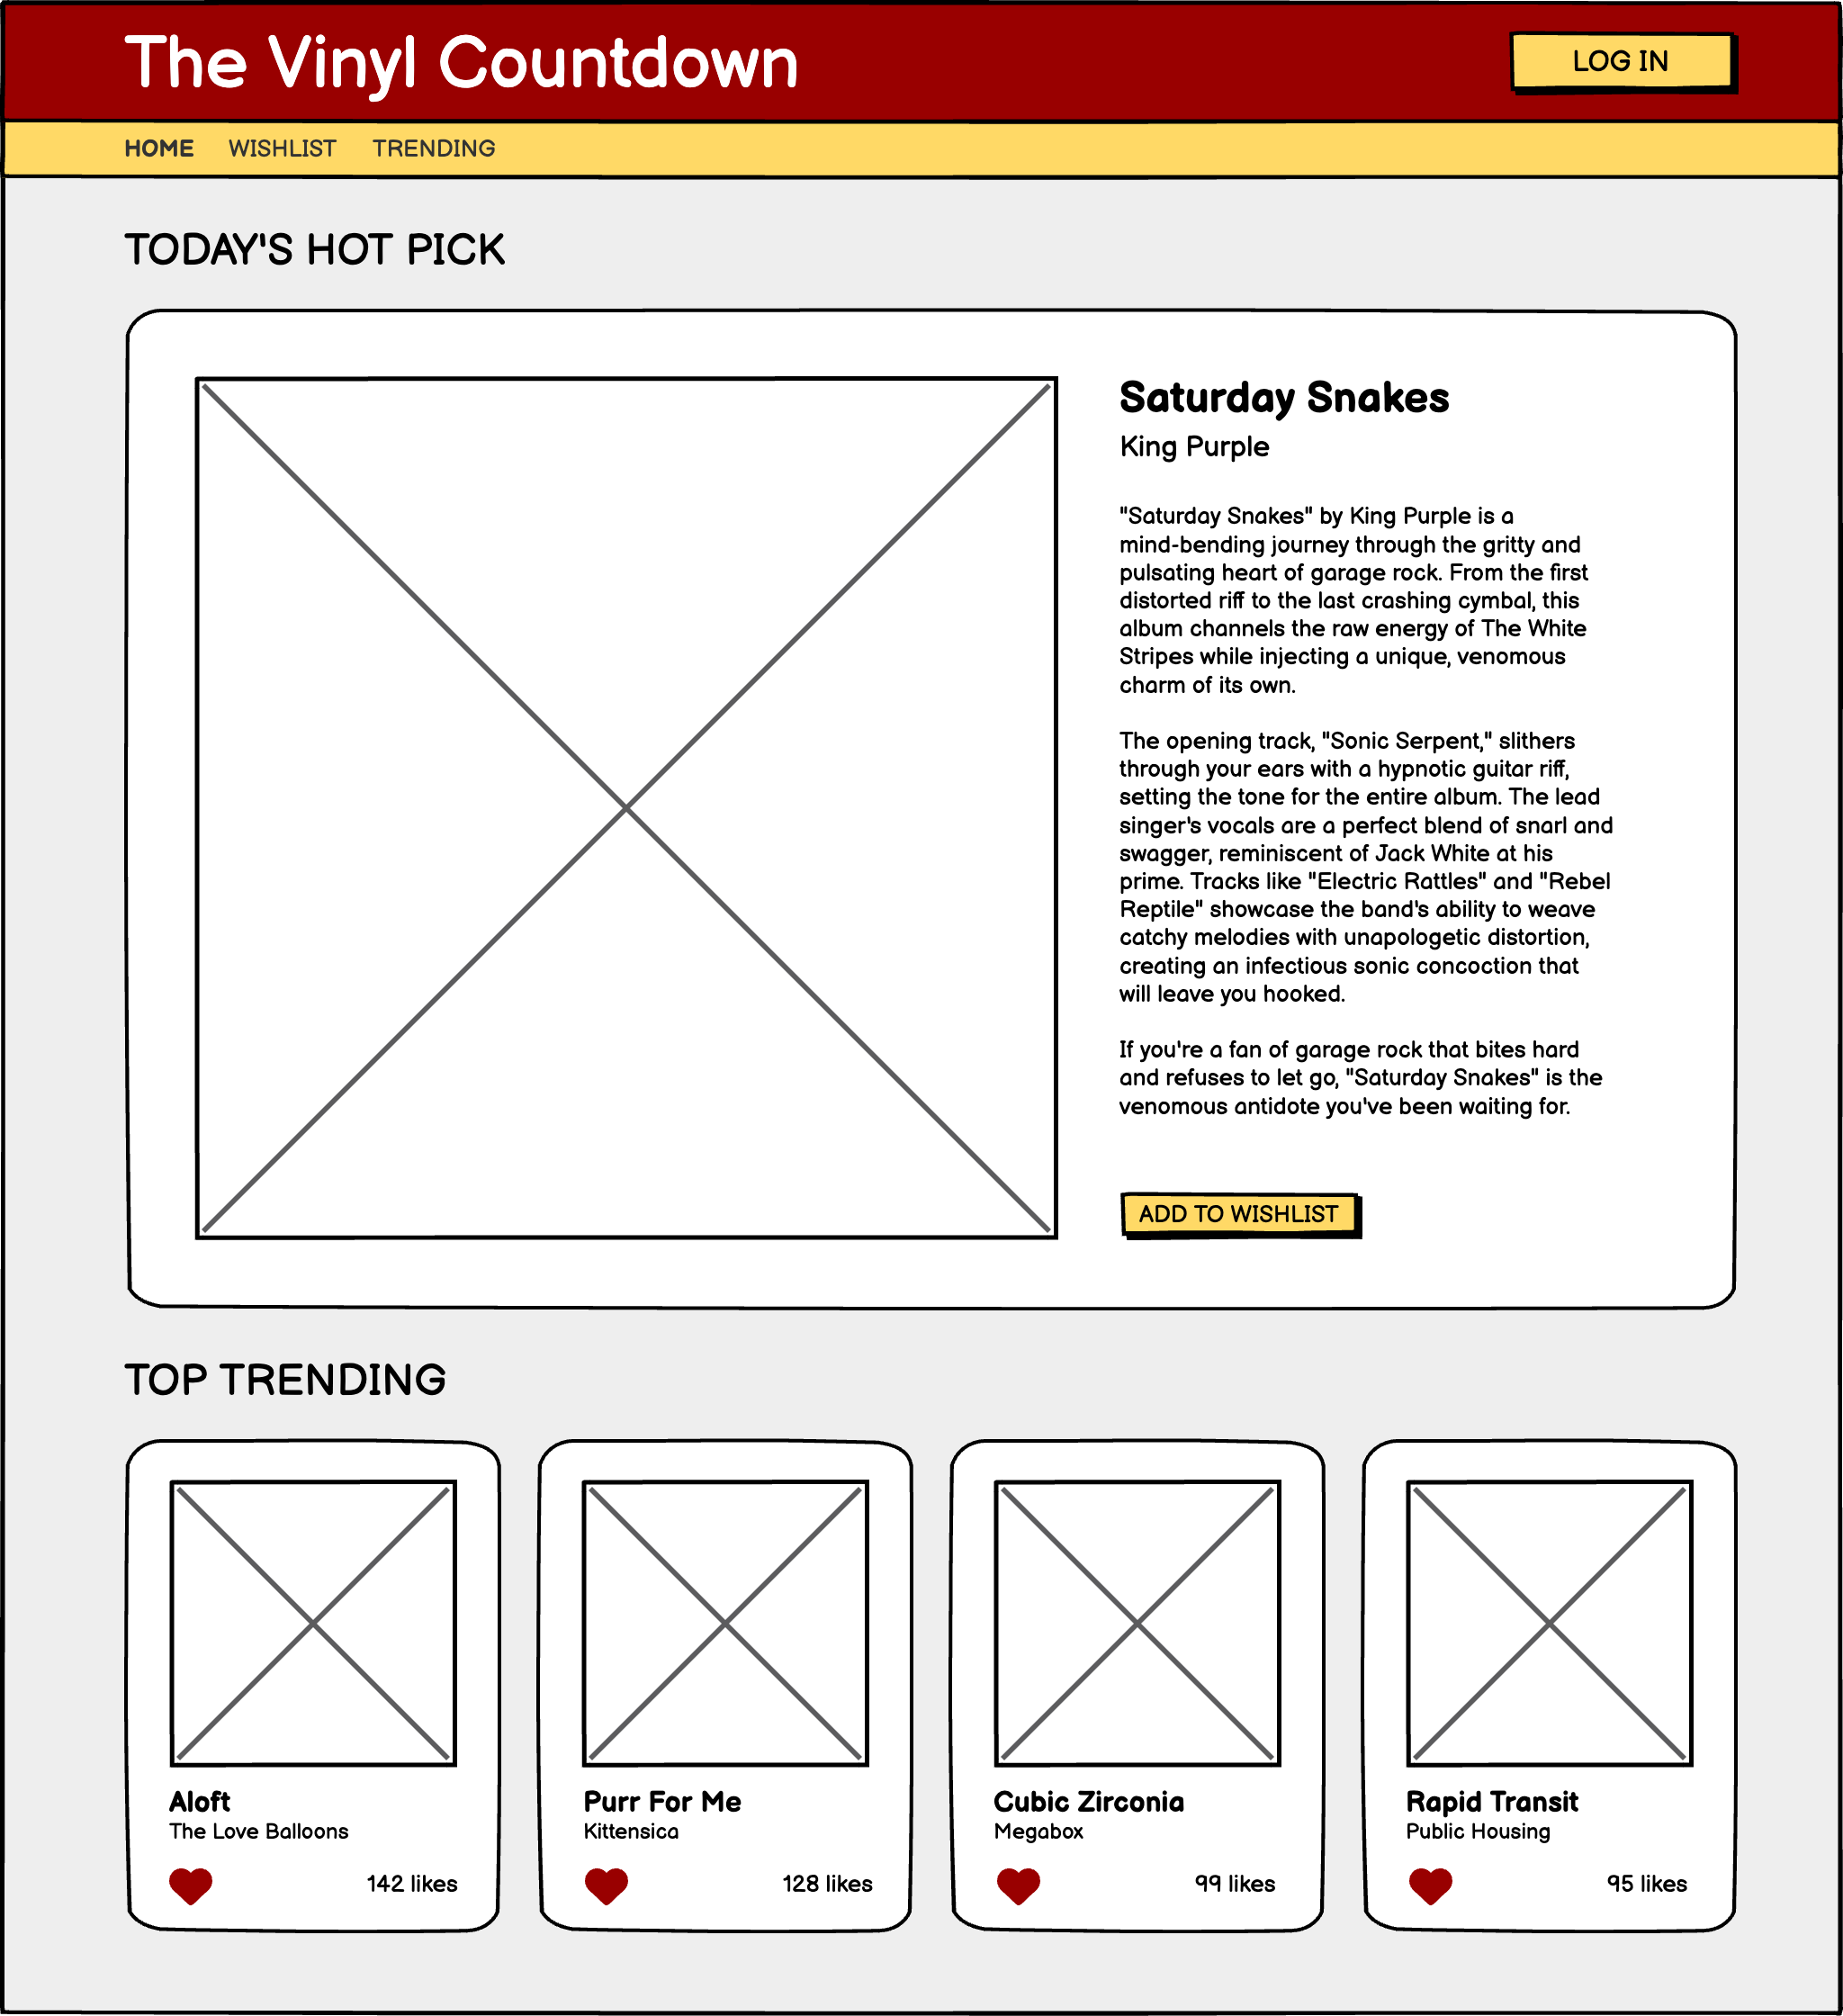 The Vinyl Countdown
LOG IN
HOME WISHLIST TRENDING
TODAY'S HOT PICK
Saturday Snakes
King Purple
"Saturday Snakes" by King Purple is a
mind-bending journey through the gritty and
pulsating heart of garage rock. From the first
distorted riff to the last crashing cymbal, this
album channels the raw energy of The White
Stripes while injecting a unique, venomous
charm of its own.
The opening track, "Sonic Serpent," slithers
through your ears with a hypnotic guitar riff,
setting the tone for the entire album. The lead
singer's vocals are a perfect blend of snarl and
swagger, reminiscent of Jack White at his
prime. Tracks like "Electric Rattles" and "Rebel
Reptile" showcase the band's ability to weave
catchy melodies with unapologetic distortion,
creating an infectious sonic concoction that
will leave you hooked.
If you're a fan of garage rock that bites hard
and refuses to let go, "Saturday Snakes" is the
venomous antidote you've been waiting for.
ADD TO WISHLIST
TOP TRENDING
Aloft
The Love Balloons
142 likes
Purr For Me
Kittensica
128 likes
Cubic Zirconia
Megabox
99 likes
Rapid Transit
Public Housing
95 likes